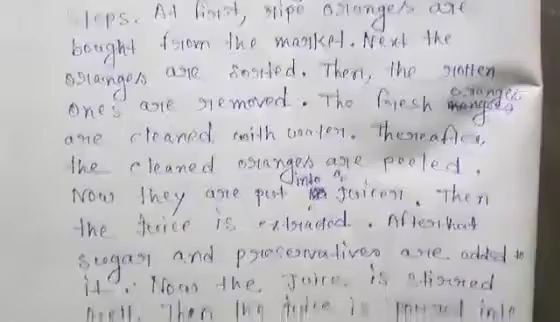 steps. At first, ripe oranges are
bought from the market. Next the
oranges are sorted. Then, the rotten
ones are removed. The fresh oranges
are cleaned with water. Thereafter,
the cleaned oranges are peeled.
Now they are put into a juicer. Then
the juice is extracted. After that
sugar and preservatives are added to
it. Now the juice is stirred
well. Then the juice is poured into